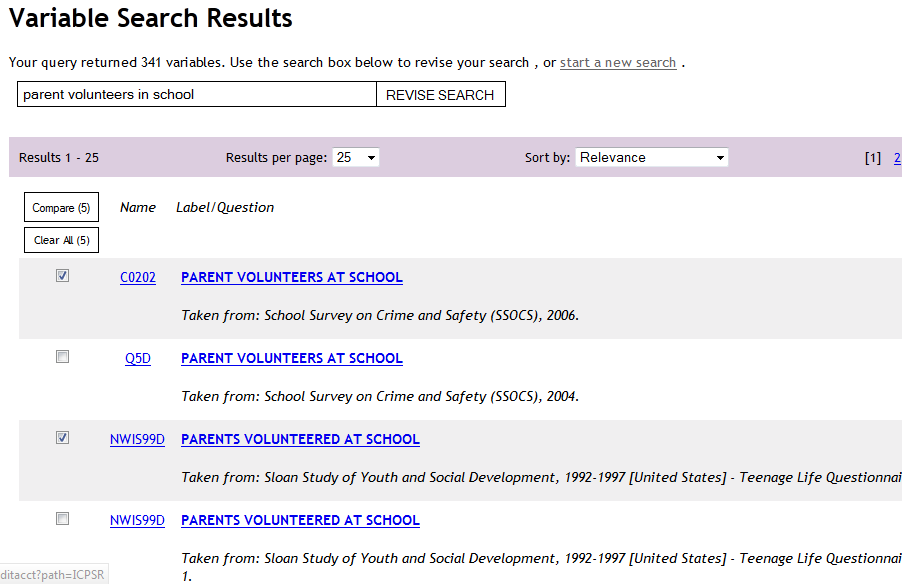 Variable Search Results
Your query returned 341 variables. Use the search box below to revise your search , or start a new search .
parent volunteers in school REVISE SEARCH
Results 1 - 25 Results per page: 25 Sort by: Relevance [1] 2
Compare (5) Name Label/Question
Clear All (5)
C0202 PARENT VOLUNTEERS AT SCHOOL
Taken from: School Survey on Crime and Safety (SSOCS), 2006.
Q5D PARENT VOLUNTEERS AT SCHOOL
Taken from: School Survey on Crime and Safety (SSOCS), 2004.
NWIS99D PARENTS VOLUNTEERED AT SCHOOL
Taken from: Sloan Study of Youth and Social Development, 1992-1997 [United States] - Teenage Life Questionnai
NWIS99D PARENTS VOLUNTEERED AT SCHOOL
Taken from: Sloan Study of Youth and Social Development, 1992-1997 [United States] - Teenage Life Questionnai
1.
ditacct?path=ICPSR